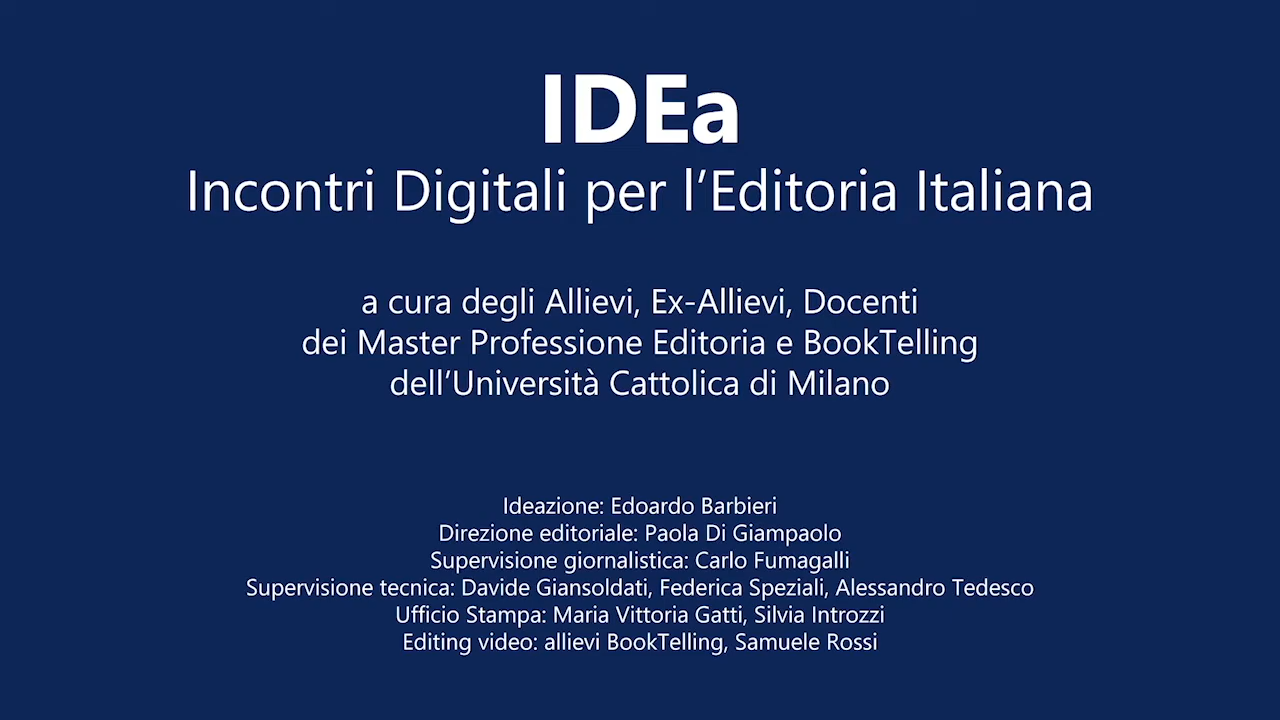 IDEa
Incontri Digitali per l’Editoria Italiana
a cura degli Allievi, Ex-Allievi, Docenti
dei Master Professione Editoria e BookTelling
dell’Università Cattolica di Milano
Ideazione: Edoardo Barbieri
Direzione editoriale: Paola Di Giampaolo
Supervisione giornalistica: Carlo Fumagalli
Supervisione tecnica: Davide Giansoldati, Federica Speziali, Alessandro Tedesco
Ufficio Stampa: Maria Vittoria Gatti, Silvia Introzzi
Editing video: allievi BookTelling, Samuele Rossi